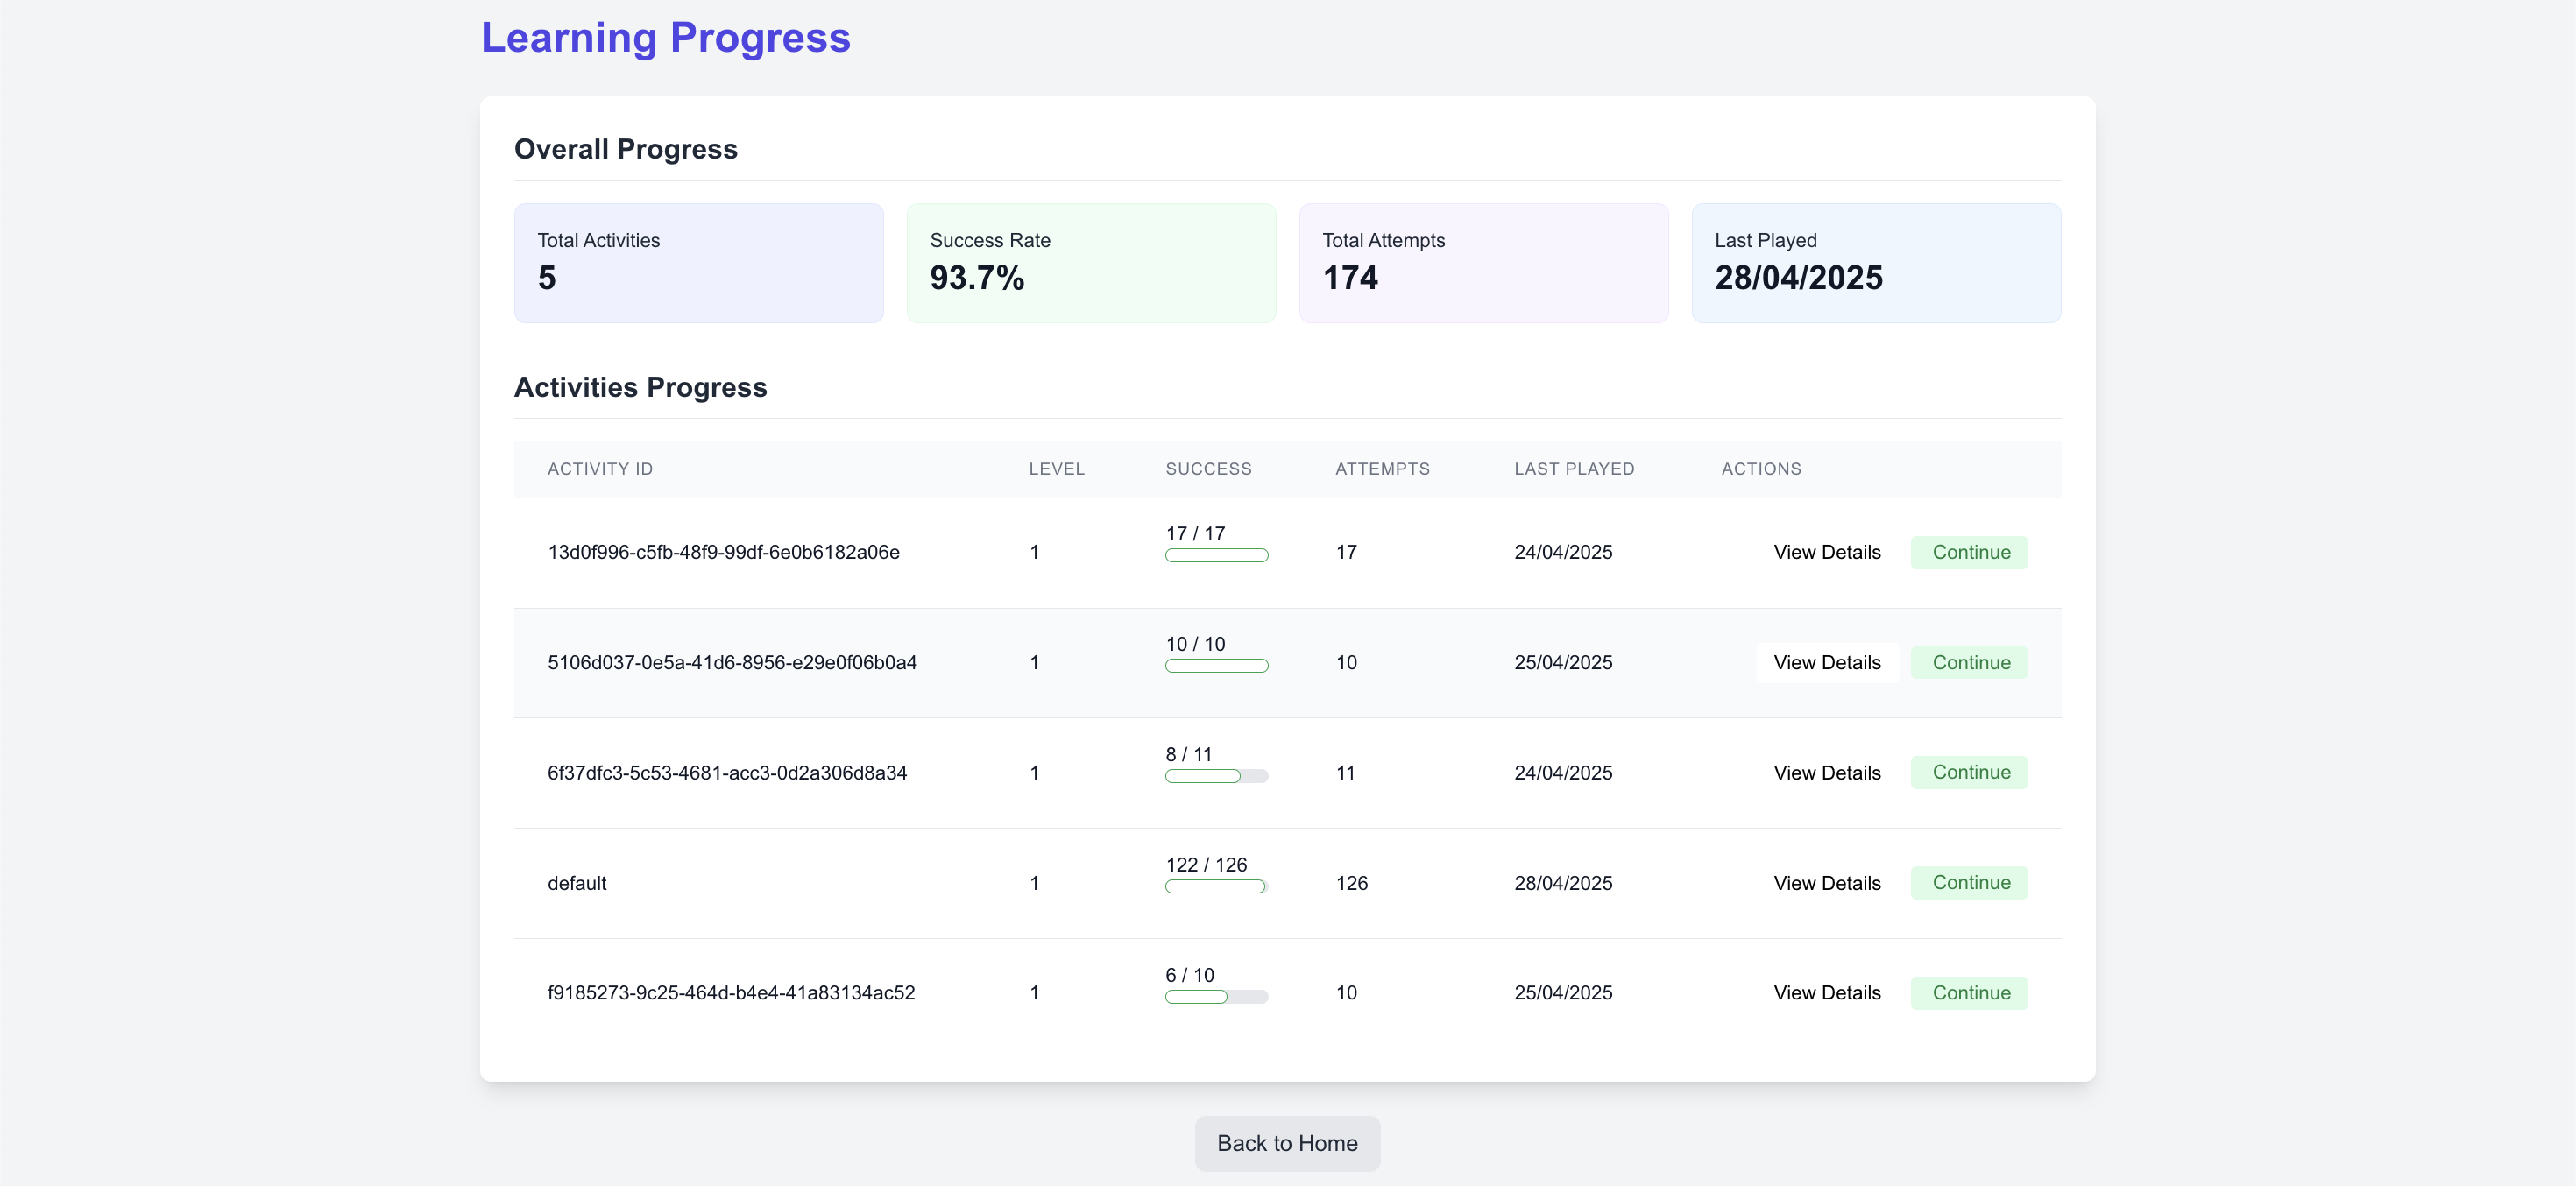 Learning Progress
Overall Progress
Total Activities
5
Success Rate
93.7%
Total Attempts
174
Last Played
28/04/2025
Activities Progress
ACTIVITY ID LEVEL SUCCESS ATTEMPTS LAST PLAYED ACTIONS
13d0f996-c5fb-48f9-99df-6e0b6182a06e 1 17 / 17 17 24/04/2025 View Details Continue
5106d037-0e5a-41d6-8956-e29e0f06b0a4 1 10 / 10 10 25/04/2025 View Details Continue
6f37dfc3-5c53-4681-acc3-0d2a306d8a34 1 8 / 11 11 24/04/2025 View Details Continue
default 1 122 / 126 126 28/04/2025 View Details Continue
f9185273-9c25-464d-b4e4-41a83134ac52 1 6 / 10 10 25/04/2025 View Details Continue
Back to Home